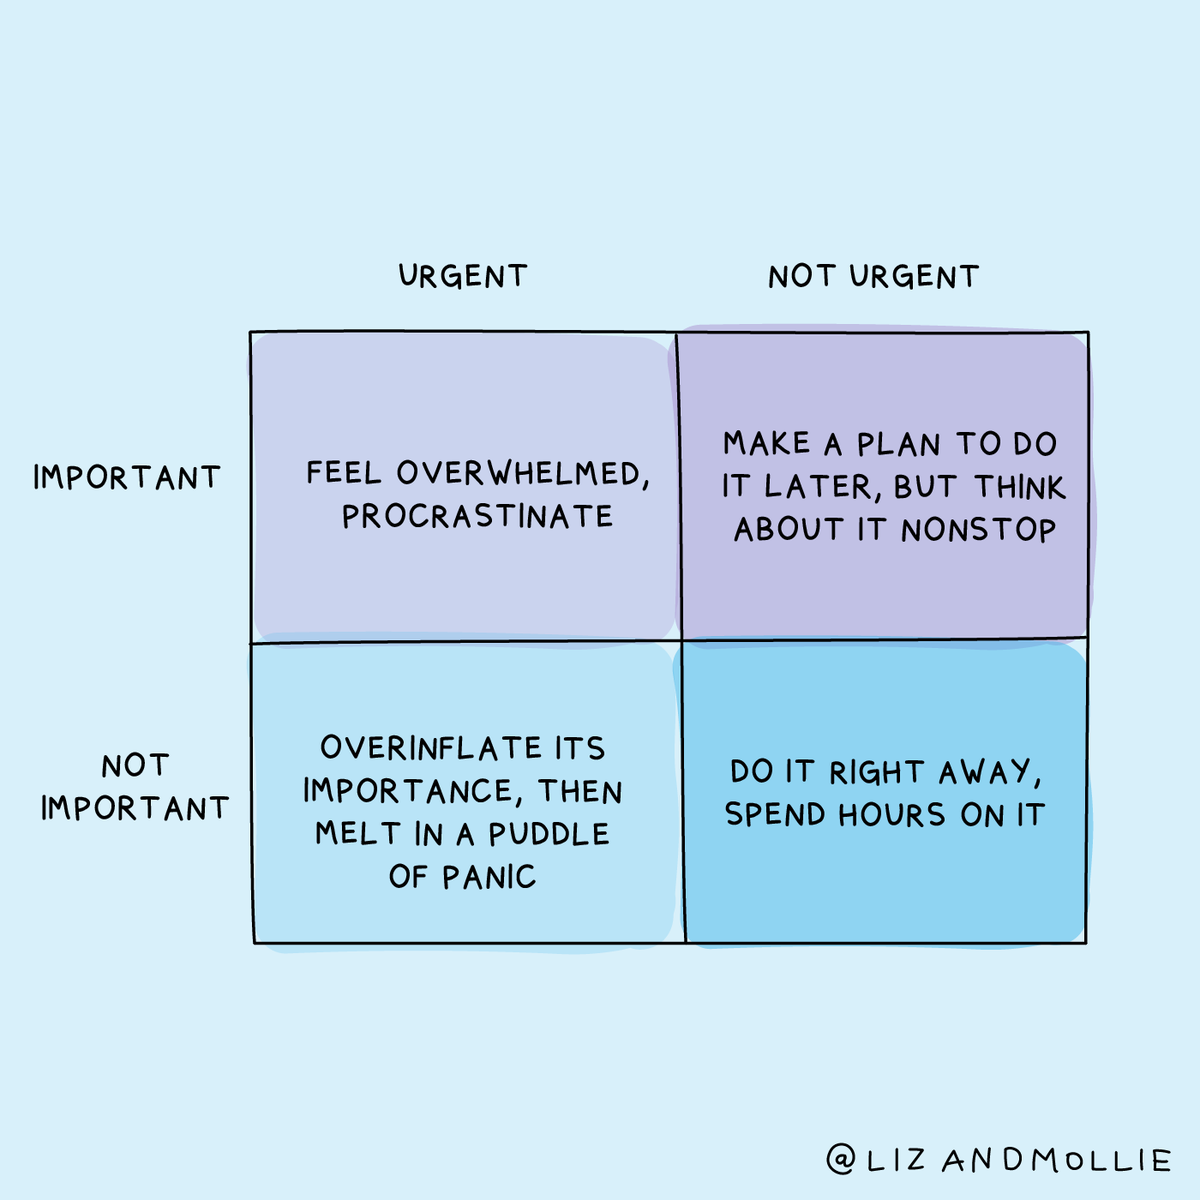 URGENT
NOT URGENT
IMPORTANT
FEEL OVERWHELMED,
PROCRASTINATE
MAKE A PLAN TO DO
IT LATER, BUT THINK
ABOUT IT NONSTOP
NOT
IMPORTANT
OVERINFLATE ITS
IMPORTANCE, THEN
MELT IN A PUDDLE
OF PANIC
DO IT RIGHT AWAY,
SPEND HOURS ON IT
@LIZANDMOLLIE